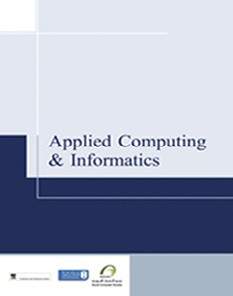 Applied Computing
& Informatics